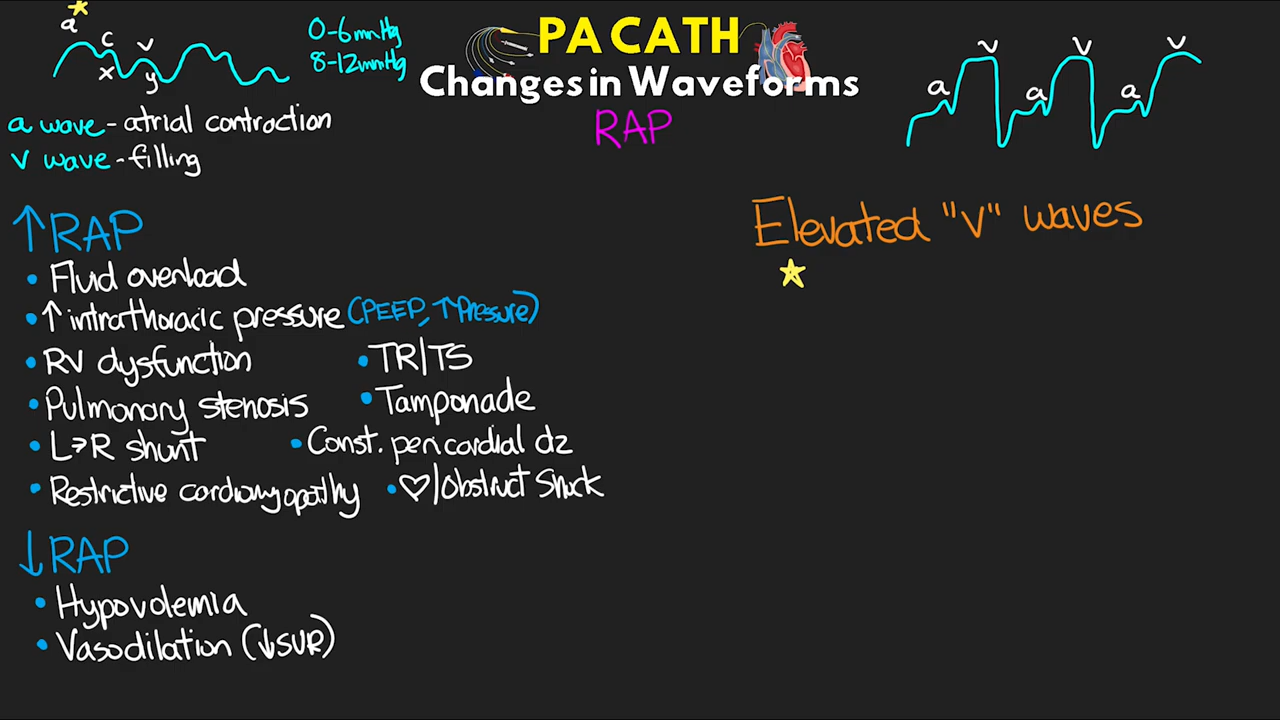 PA CATH
Changes in Waveforms
RAP
a c v
x y
0-6mmHg
8-12mmHg
a wave - atrial contraction
v wave - filling
↑RAP
• Fluid overload
• ↑ intrathoracic pressure (PEEP, ↑Pressure)
• RV dysfunction
• TR/TS
• Pulmonary stenosis
• Tamponade
• L→R shunt
• Const. pericardial dz
• Restrictive cardiomyopathy
• ♡/Obstruct Shock
↓RAP
• Hypovolemia
• Vasodilation (↓SVR)
v v v
a a a
Elevated "v" waves